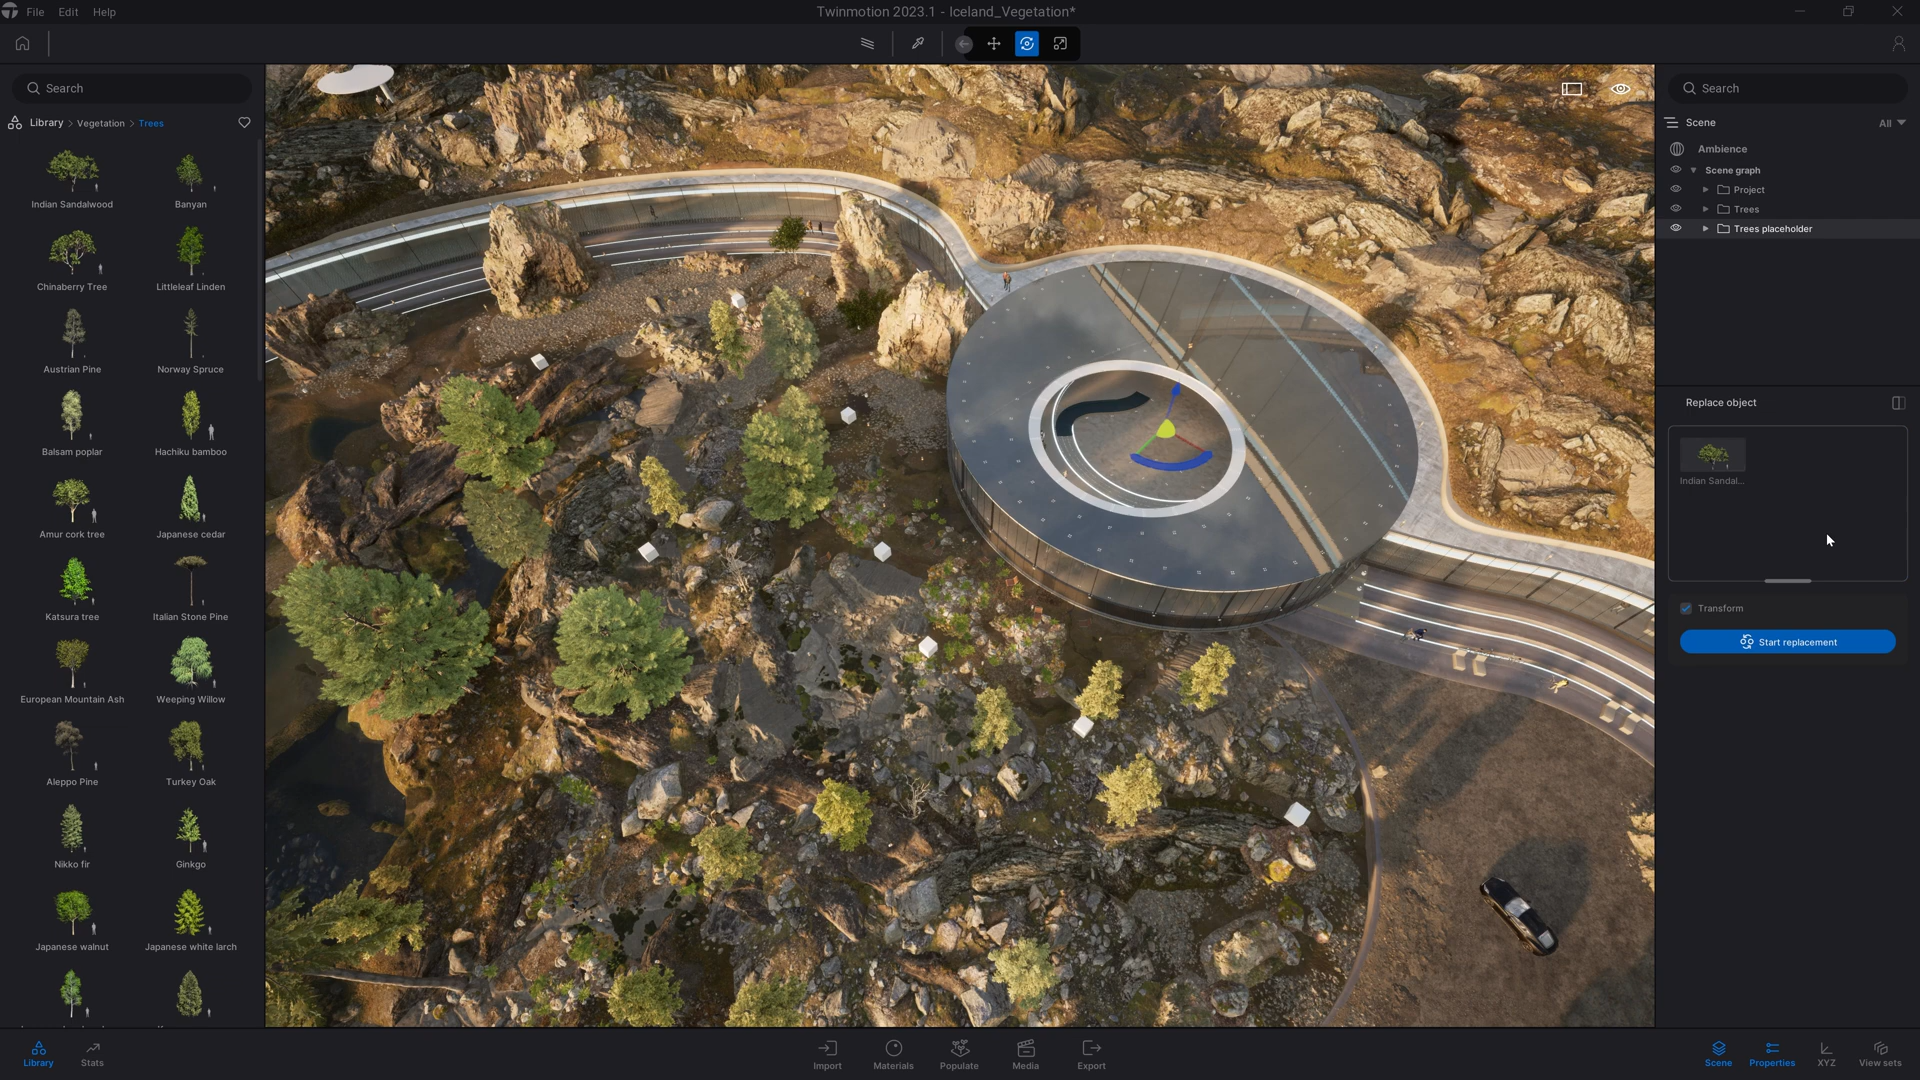 File Edit Help
Twinmotion 2023.1 - Iceland_Vegetation*
Search
Library > Vegetation > Trees
Indian Sandalwood
Banyan
Chinaberry Tree
Littleleaf Linden
Austrian Pine
Norway Spruce
Balsam poplar
Hachiku bamboo
Amur cork tree
Japanese cedar
Katsura tree
Italian Stone Pine
European Mountain Ash
Weeping Willow
Aleppo Pine
Turkey Oak
Nikko fir
Ginkgo
Japanese walnut
Japanese white larch
Search
Scene
All
Ambience
Scene graph
Project
Trees
Trees placeholder
Replace object
Indian Sandal...
Transform
Start replacement
Library
Stats
Import
Materials
Populate
Media
Export
Scene
Properties
XYZ
View sets